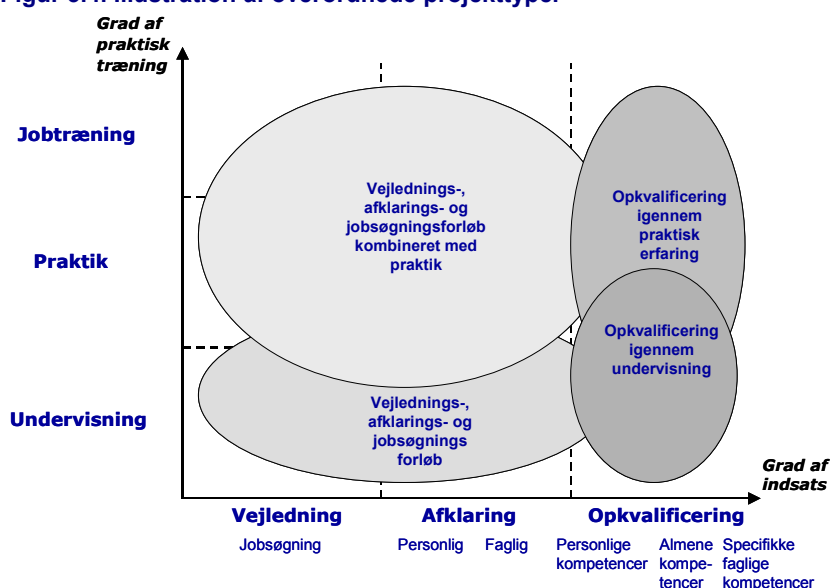 Grad af
praktisk
træning
Jobtræning
Praktik
Undervisning
Vejlednings-,
afklarings- og
jobsøgningsforløb
kombineret med
praktik
Opkvalificering
igennem
praktisk
erfaring
Opkvalificering
igennem
undervisning
Vejlednings-,
afklarings- og
jobsøgnings
forløb
Grad af
indsats
Vejledning
Afklaring
Opkvalificering
Jobsøgning
Personlig
Faglig
Personlige
kompetencer
Almene
kompe-
tencer
Specifikke
faglige
kompetencer